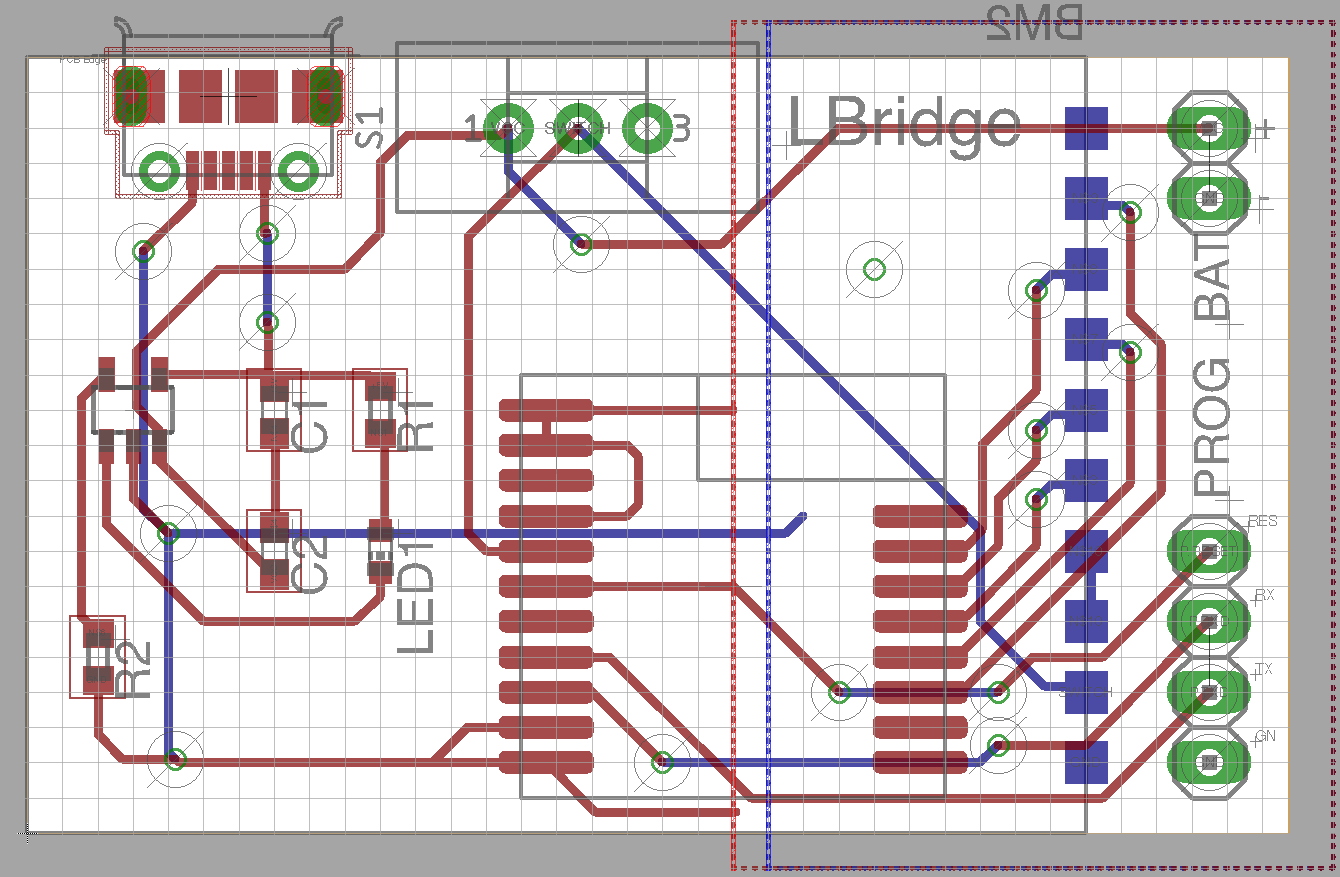 BM2
PCB Edge
S1
1
SWITCH
3
LBridge
+
-
PROG BAT
C1
R1
C2
LED1
R2
RES
RX
TX
GN